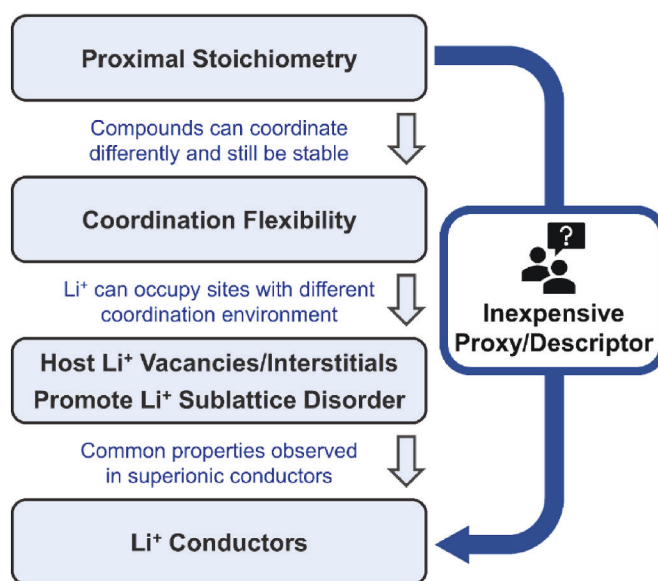 Proximal Stoichiometry
Compounds can coordinate
differently and still be stable
Coordination Flexibility
Li⁺ can occupy sites with different
coordination environment
Host Li⁺ Vacancies/Interstitials
Promote Li⁺ Sublattice Disorder
Common properties observed
in superionic conductors
Li⁺ Conductors
?
Inexpensive
Proxy/Descriptor